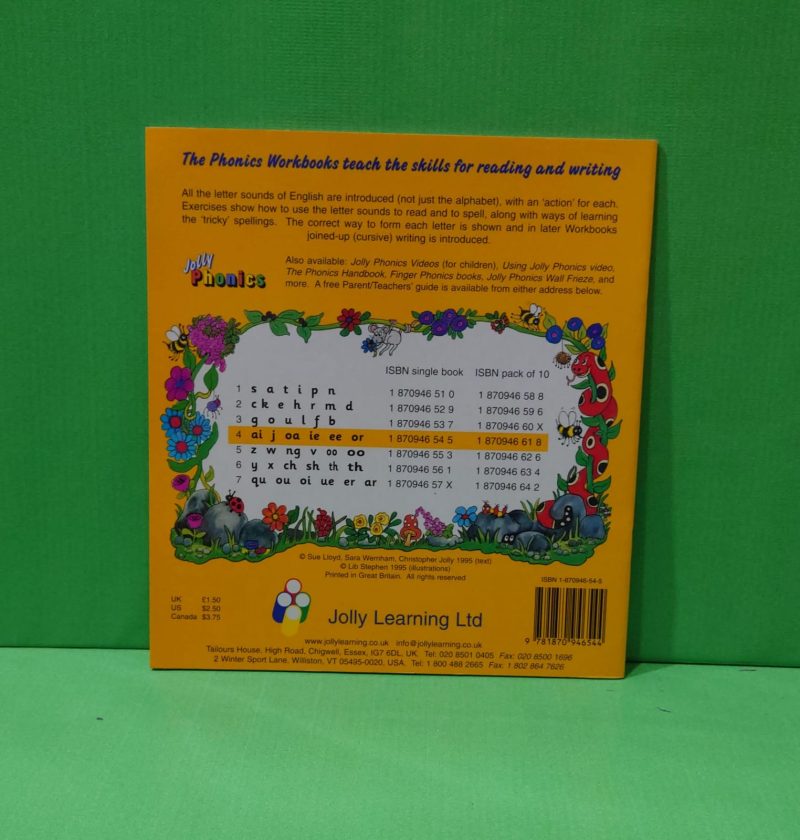 The Phonics Workbooks teach the skills for reading and writing
All the letter sounds of English are introduced (not just the alphabet), with an 'action' for each.
Exercises show how to use the letter sounds to read and to spell, along with ways of learning
the 'tricky' spellings. The correct way to form each letter is shown and in later Workbooks
joined-up (cursive) writing is introduced.
Jolly
Phonics
Also available: Jolly Phonics Videos (for children), Using Jolly Phonics video,
The Phonics Handbook, Finger Phonics books, Jolly Phonics Wall Frieze, and
more. A free Parent/Teachers' guide is available from either address below.
ISBN single book ISBN pack of 10
1 s a t i p n 1 870946 51 0 1 870946 58 8
2 ck e h r m d 1 870946 52 9 1 870946 59 6
3 g o u l f b 1 870946 53 7 1 870946 60 X
4 ai j oa ie ee or 1 870946 54 5 1 870946 61 8
5 z w ng v oo oo 1 870946 55 3 1 870946 62 6
6 y x ch sh th th 1 870946 56 1 1 870946 63 4
7 qu ou oi ue er ar 1 870946 57 X 1 870946 64 2
© Sue Lloyd, Sara Wernham, Christopher Jolly 1995 (text)
© Lib Stephen 1995 (illustrations)
Printed in Great Britain. All rights reserved
ISBN 1-870946-54-5
UK £1.50
US $2.50
Canada $3.75
Jolly Learning Ltd
9 781870 946544
www.jollylearning.co.uk info@jollylearning.co.uk
Tailours House, High Road, Chigwell, Essex, IG7 6DL, UK. Tel: 020 8501 0405 Fax: 020 8500 1696
2 Winter Sport Lane, Williston, VT 05495-0020, USA. Tel: 1 800 488 2665 Fax: 1 802 864 7626